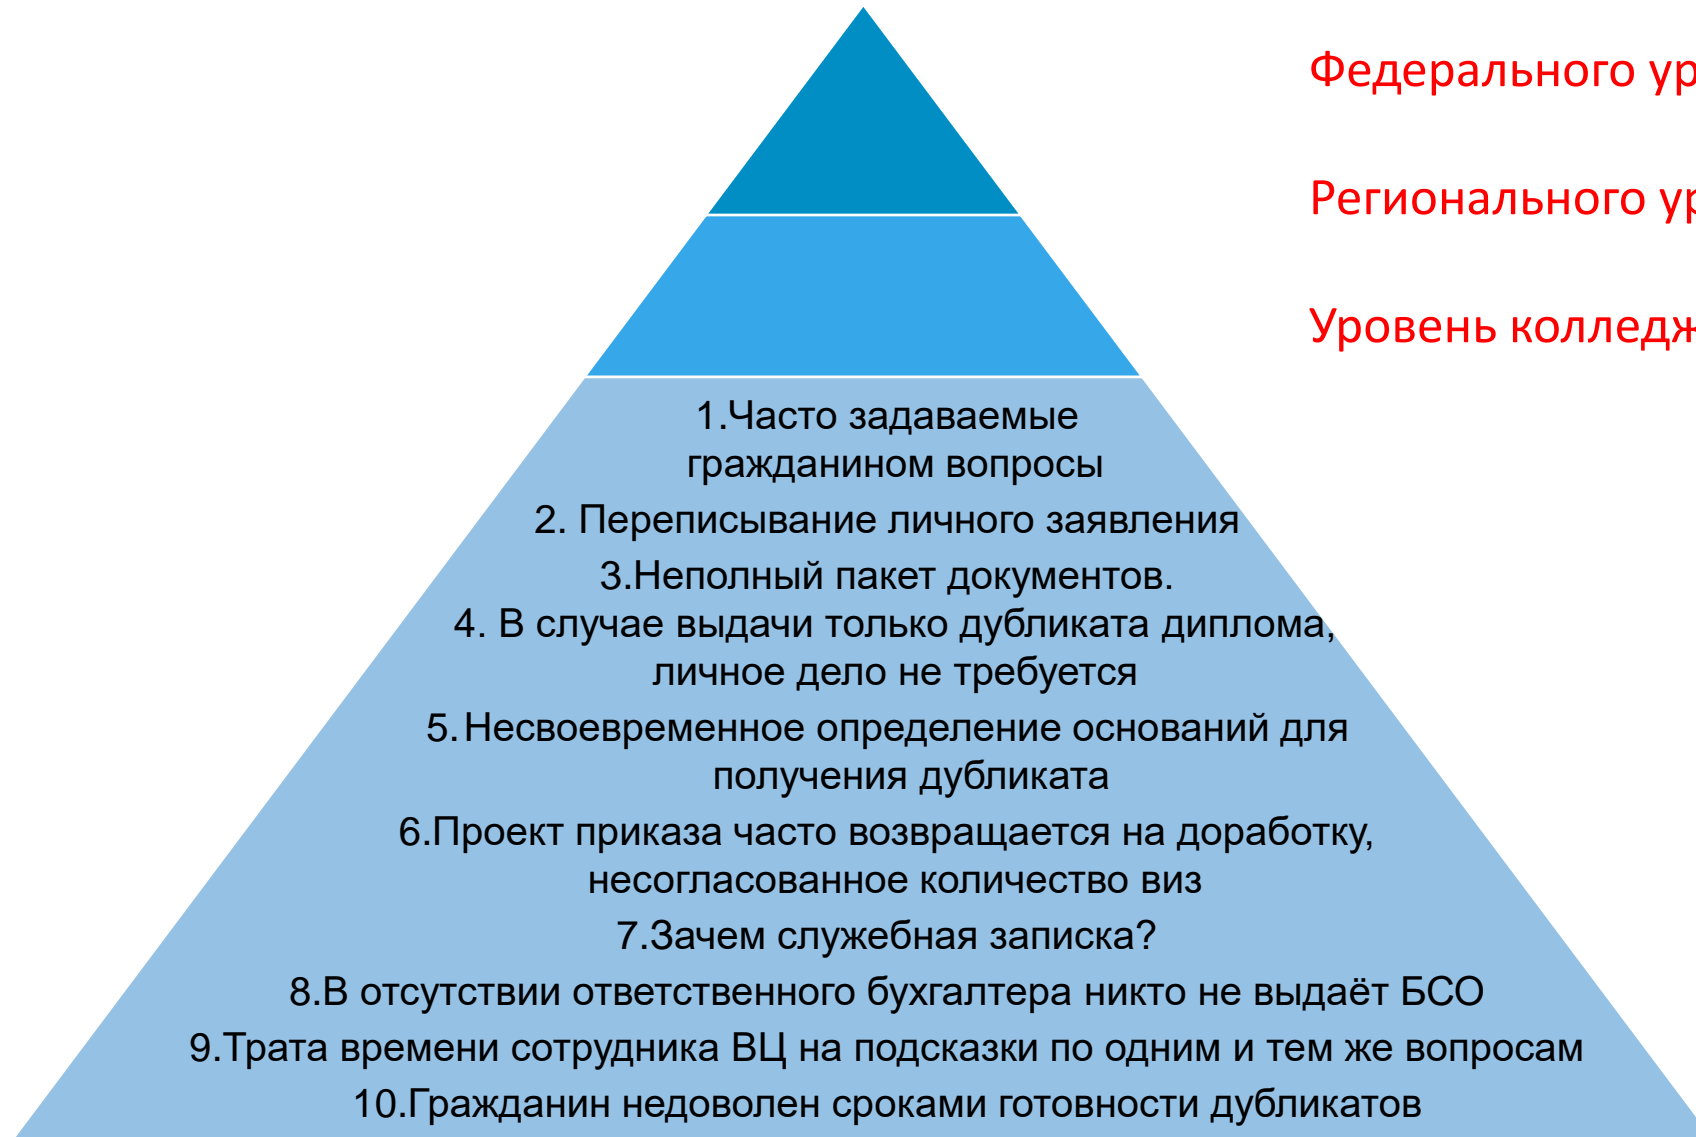 Федерального ур
Регионального ур
Уровень колледж
1.Часто задаваемые
гражданином вопросы
2. Переписывание личного заявления
3.Неполный пакет документов.
4. В случае выдачи только дубликата диплома,
личное дело не требуется
5.Несвоевременное определение оснований для
получения дубликата
6.Проект приказа часто возвращается на доработку,
несогласованное количество виз
7.Зачем служебная записка?
8.В отсутствии ответственного бухгалтера никто не выдаёт БСО
9.Трата времени сотрудника ВЦ на подсказки по одним и тем же вопросам
10.Гражданин недоволен сроками готовности дубликатов